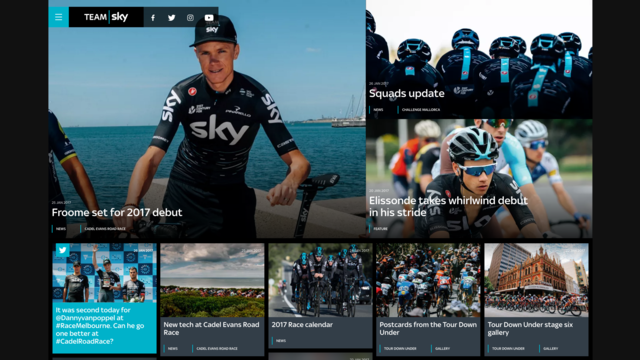 TEAM sky
sky
sky
26 JAN 2017
Squads update
NEWS CHALLENGE MALLORCA
Froome set for 2017 debut
NEWS CADEL EVANS ROAD RACE
Elissonde takes whirlwind debut
in his stride
FEATURE
It was second today for
@Dannyvanpoppel at
#RaceMelbourne. Can he go
one better at
#CadelRoadRace?
New tech at Cadel Evans Road
Race
NEWS CADEL EVANS ROAD RACE
2017 Race calendar
NEWS
Postcards from the Tour Down
Under
TOUR DOWN UNDER GALLERY
Tour Down Under stage six
gallery
TOUR DOWN UNDER GALLERY